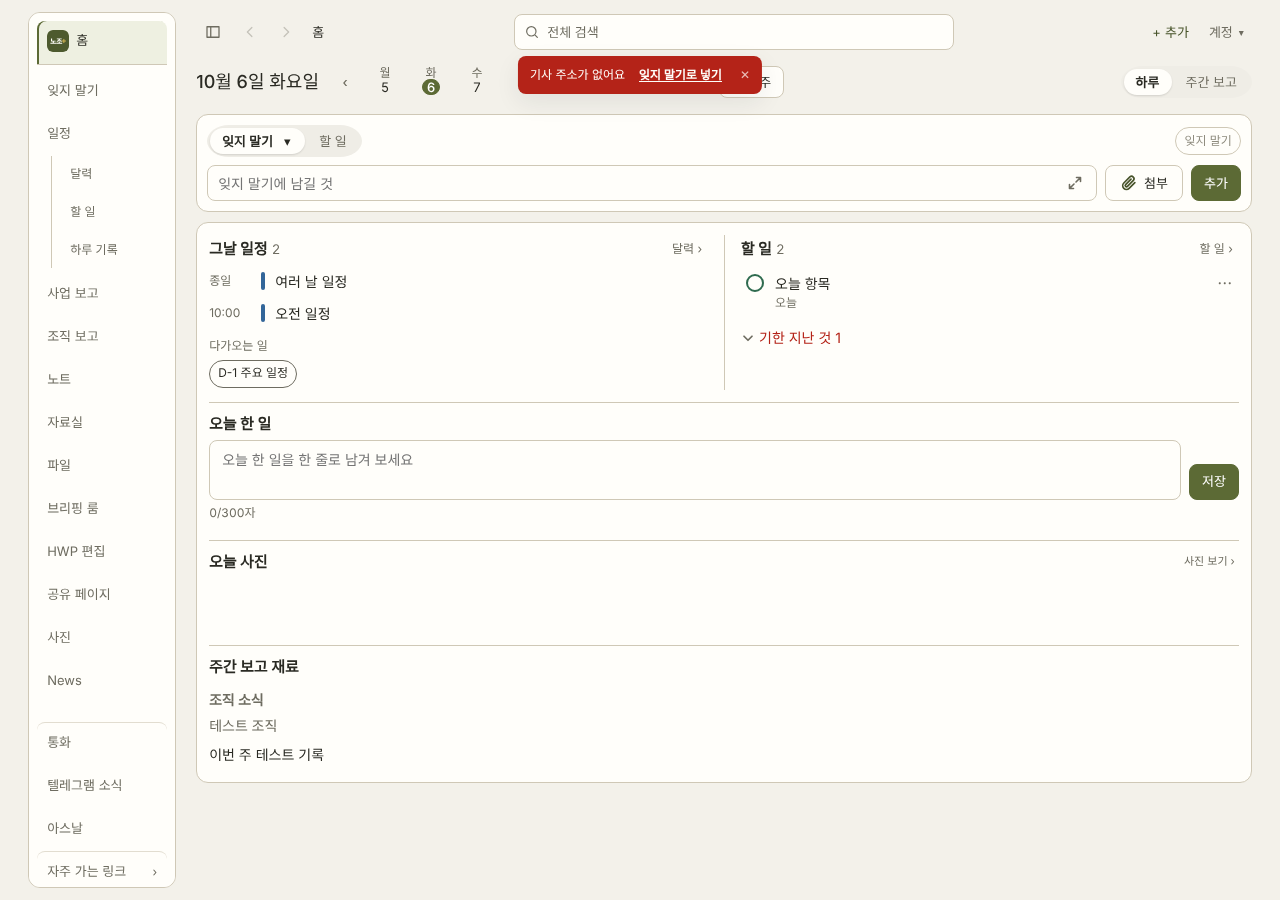 노조
홈
잊지 말기
일정
달력
할 일
하루 기록
사업 보고
조직 보고
노트
자료실
파일
브리핑 룸
HWP 편집
공유 페이지
사진
News
통화
텔레그램 소식
아스날
자주 가는 링크 ›
홈
전체 검색
+ 추가
계정 ▾
10월 6일 화요일
‹
월
5
화
6
수
7
기사 주소가 없어요 잊지 말기로 넣기 ✕
주
하루
주간 보고
잊지 말기 ▾
할 일
잊지 말기
잊지 말기에 남길 것
첨부
추가
그날 일정 2
달력 ›
종일 여러 날 일정
10:00 오전 일정
다가오는 일
D-1 주요 일정
할 일 2
할 일 ›
오늘 항목
···
오늘
기한 지난 것 1
오늘 한 일
오늘 한 일을 한 줄로 남겨 보세요
저장
0/300자
오늘 사진
사진 보기 ›
주간 보고 재료
조직 소식
테스트 조직
이번 주 테스트 기록